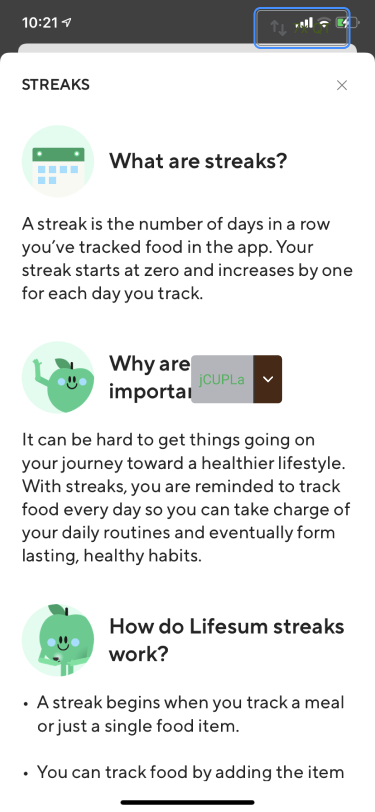 10:21
STREAKS
What are streaks?
A streak is the number of days in a row
you've tracked food in the app. Your
streak starts at zero and increases by one
for each day you track.
Why are
jCUPLa
It can be hard to get things going on
your journey toward a healthier lifestyle.
With streaks, you are reminded to track
food every day so you can take charge of
your daily routines and eventually form
lasting, healthy habits.
How do Lifesum streaks
work?
• A streak begins when you track a meal
or just a single food item.
• You can track food by adding the item